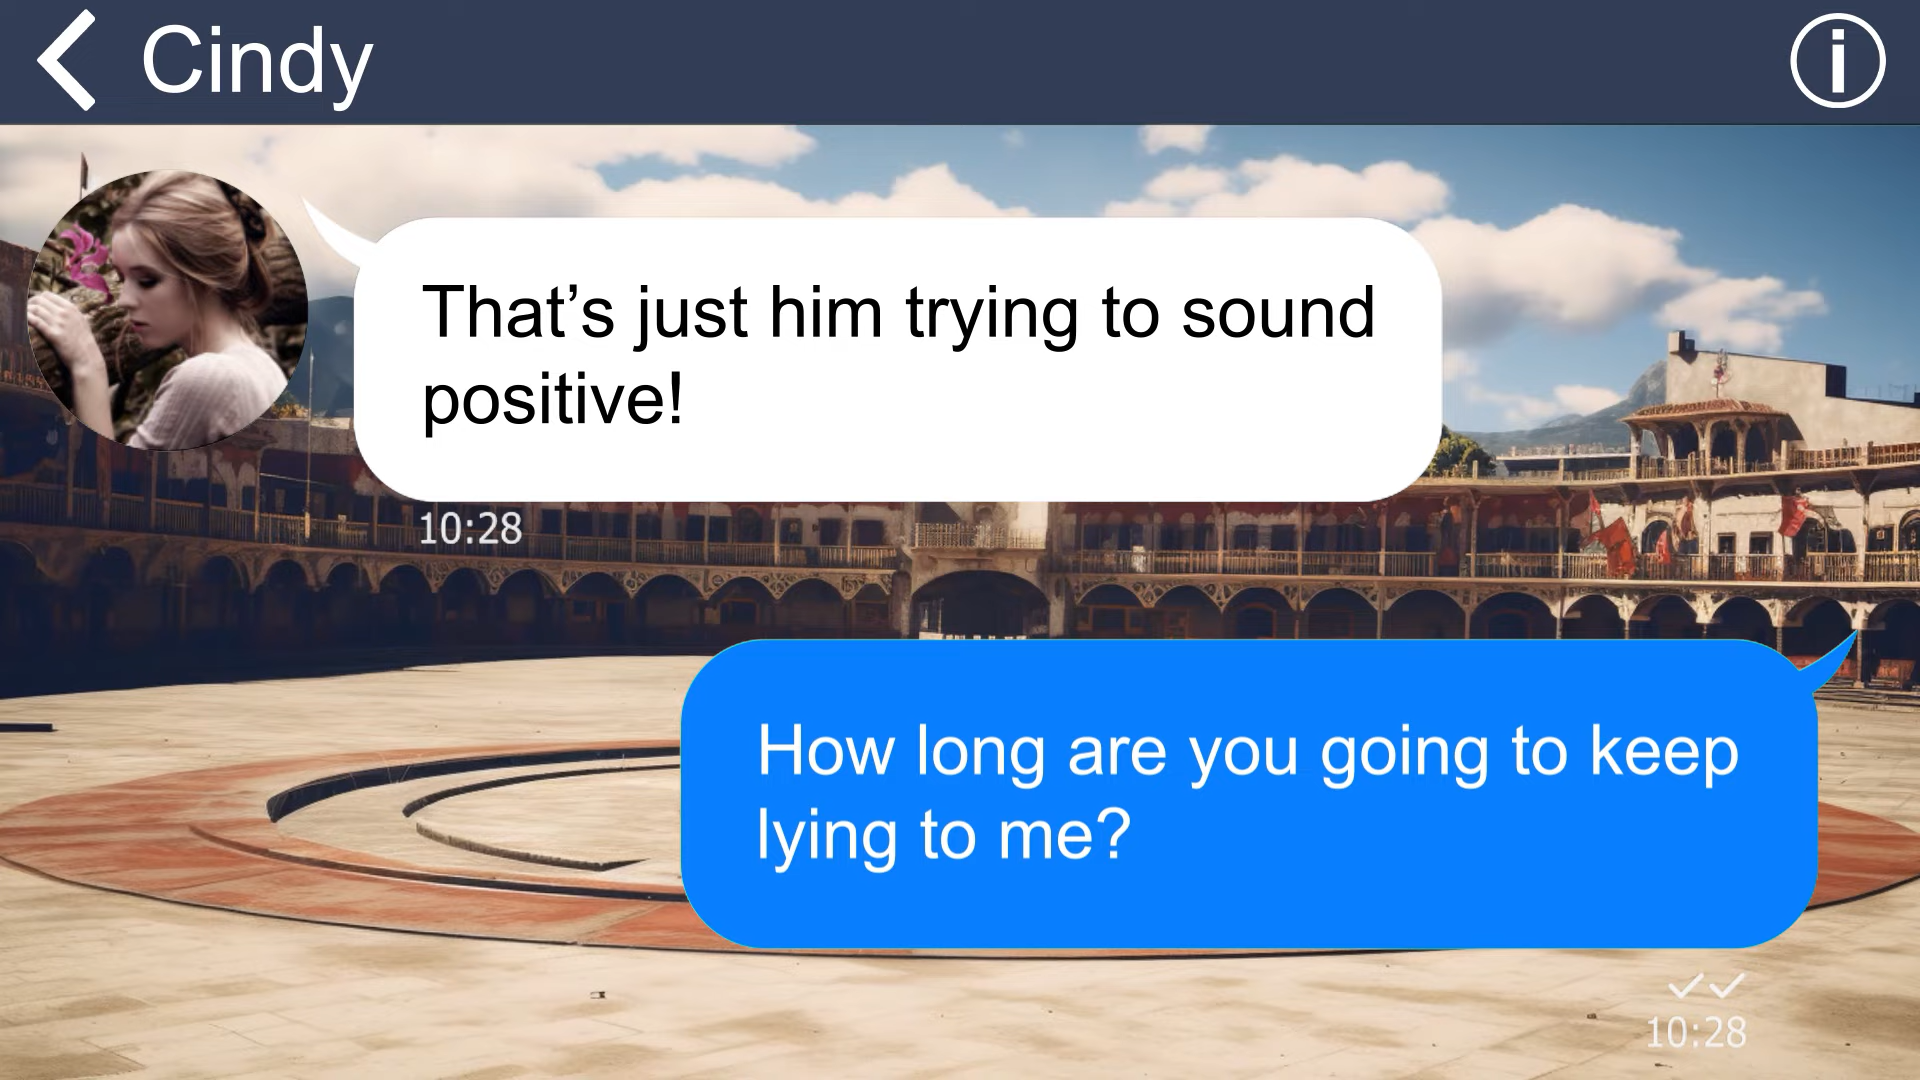 Cindy
That’s just him trying to sound
positive!
10:28
How long are you going to keep
lying to me?
10:28